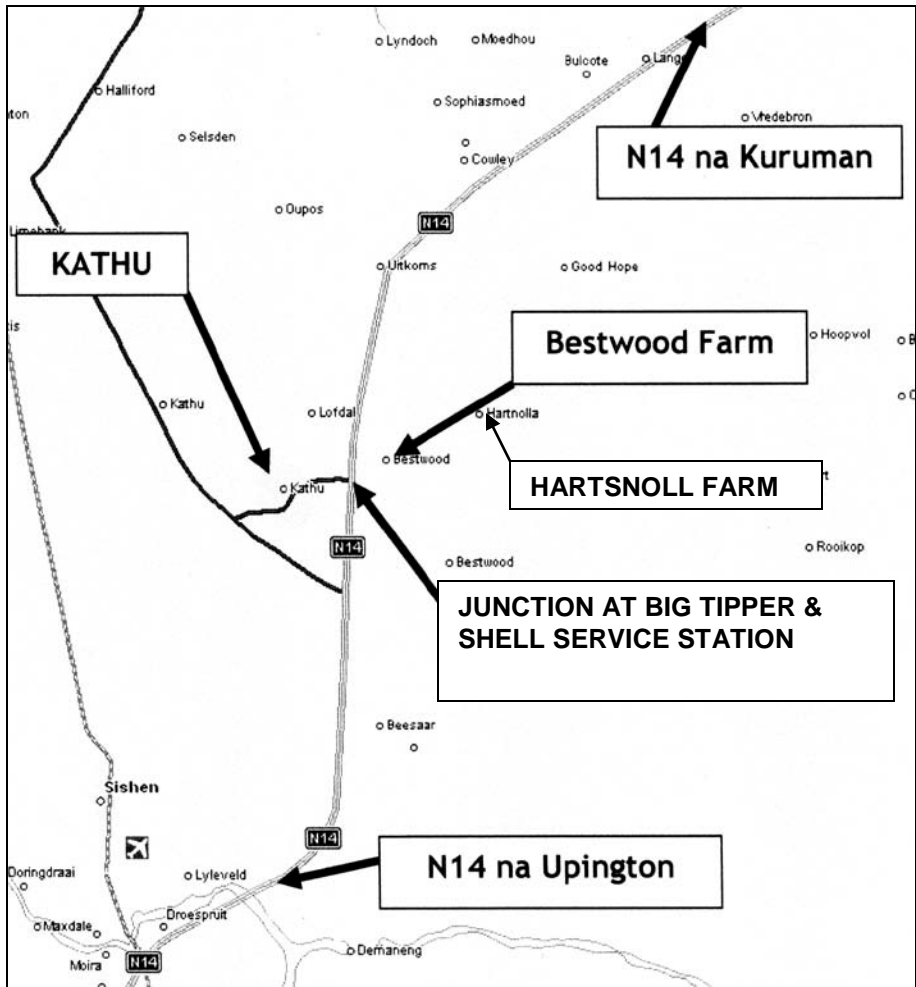 Lyndoch
Moedhou
Bulcote
Halliford
Sophiasmoed
Vredebron
Selsden
Cowley
N14 na Kuruman
Dupos
N14
KATHU
Uitkoms
Good Hope
Bestwood Farm
Hoopvol
Kathu
Lofdal
Hartnolla
Bestwood
Kathu
HARTSNOLL FARM
N14
Bestwood
Rooikop
JUNCTION AT BIG TIPPER &
SHELL SERVICE STATION
Beesaar
Sishen
N14
N14 na Upington
Lyleveld
Doringdraai
Droespruit
Maxdale
Demaneng
Moira
N14